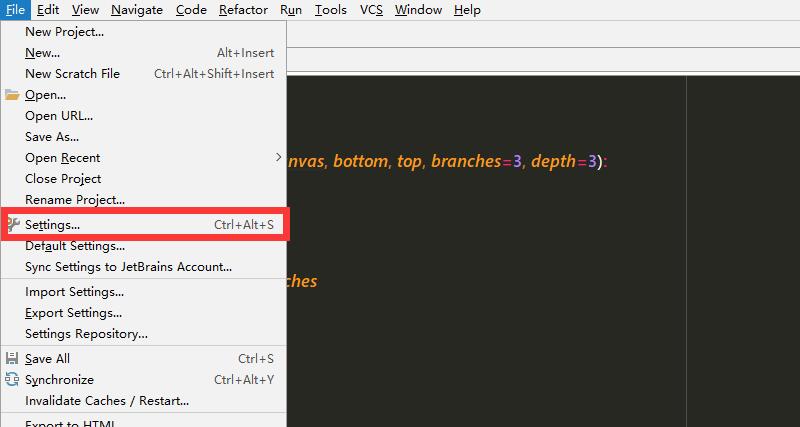 File Edit View Navigate Code Refactor Run Tools VCS Window Help
New Project...
New... Alt+Insert
New Scratch File Ctrl+Alt+Shift+Insert
Open...
Open URL...
Save As...
Open Recent
nvas, bottom, top, branches=3, depth=3):
Close Project
Rename Project...
Settings... Ctrl+Alt+S
Default Settings...
Sync Settings to JetBrains Account...
ches
Import Settings...
Export Settings...
Settings Repository...
Save All Ctrl+S
Synchronize Ctrl+Alt+Y
Invalidate Caches / Restart...
Export to HTML